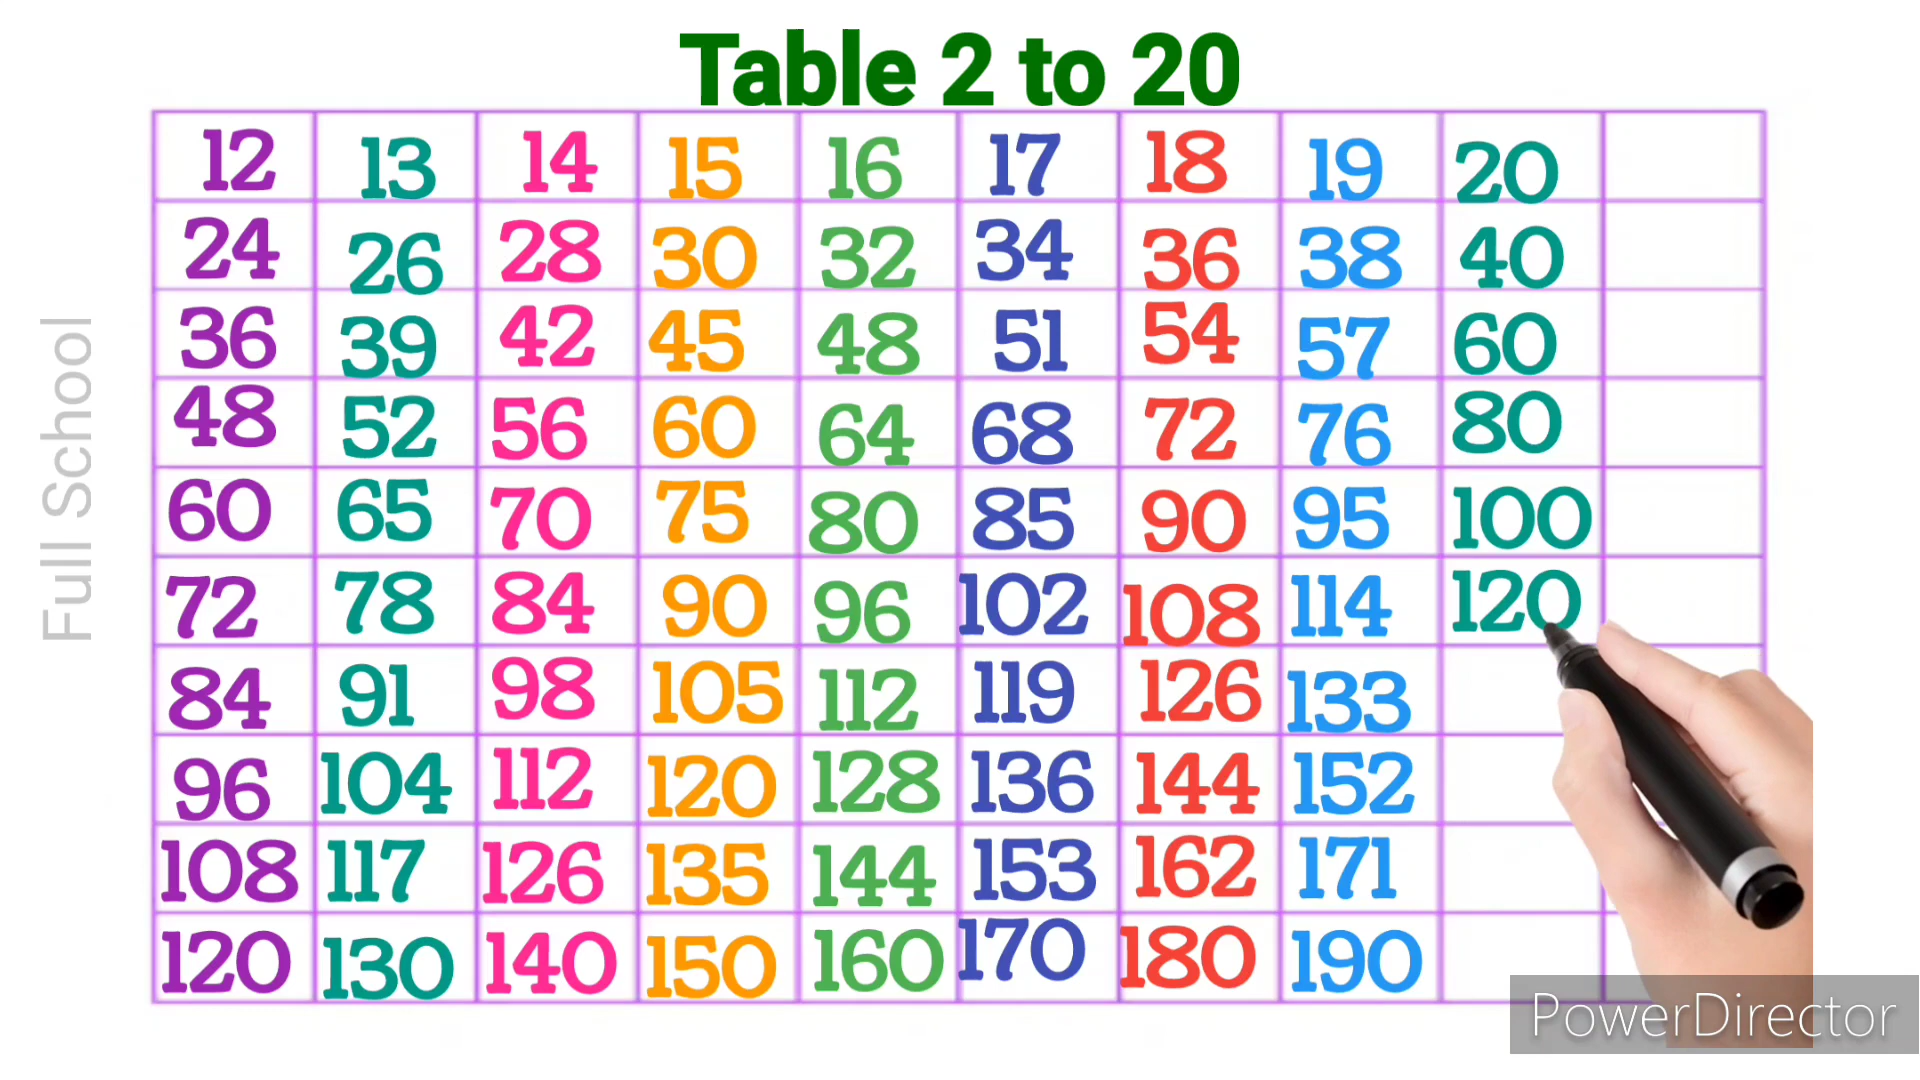 Table 2 to 20
12 13 14 15 16 17 18 19 20
24 26 28 30 32 34 36 38 40
36 39 42 45 48 51 54 57 60
48 52 56 60 64 68 72 76 80
60 65 70 75 80 85 90 95 100
72 78 84 90 96 102 108 114 120
84 91 98 105 112 119 126 133
96 104 112 120 128 136 144 152
108 117 126 135 144 153 162 171
120 130 140 150 160 170 180 190
Full School
PowerDirector